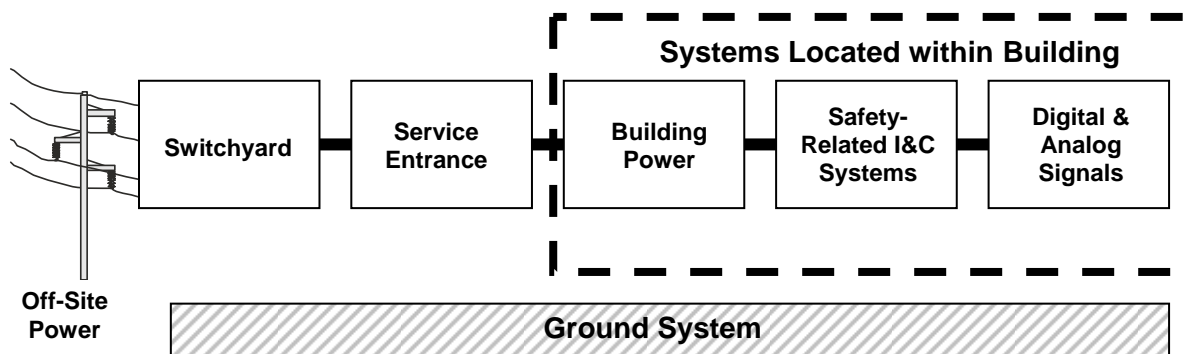 Systems Located within Building
Switchyard
Service
Entrance
Building
Power
Safety-
Related I&C
Systems
Digital &
Analog
Signals
Off-Site
Power
Ground System